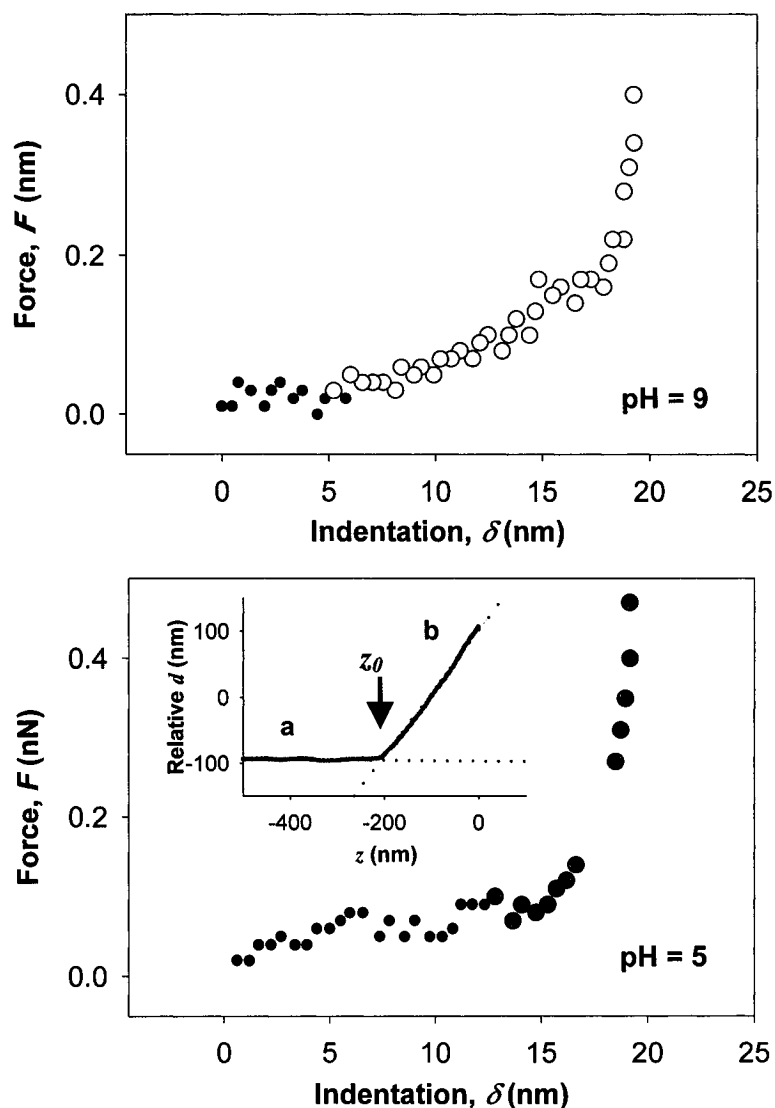 0.4
0.2
0.0
Force, F (nm)
pH = 9
0 5 10 15 20 25
Indentation, δ (nm)
0.4
0.2
0.0
Force, F (nN)
100
0
-100
Relative d (nm)
a
b
z0
-400 -200 0
z (nm)
pH = 5
0 5 10 15 20 25
Indentation, δ (nm)